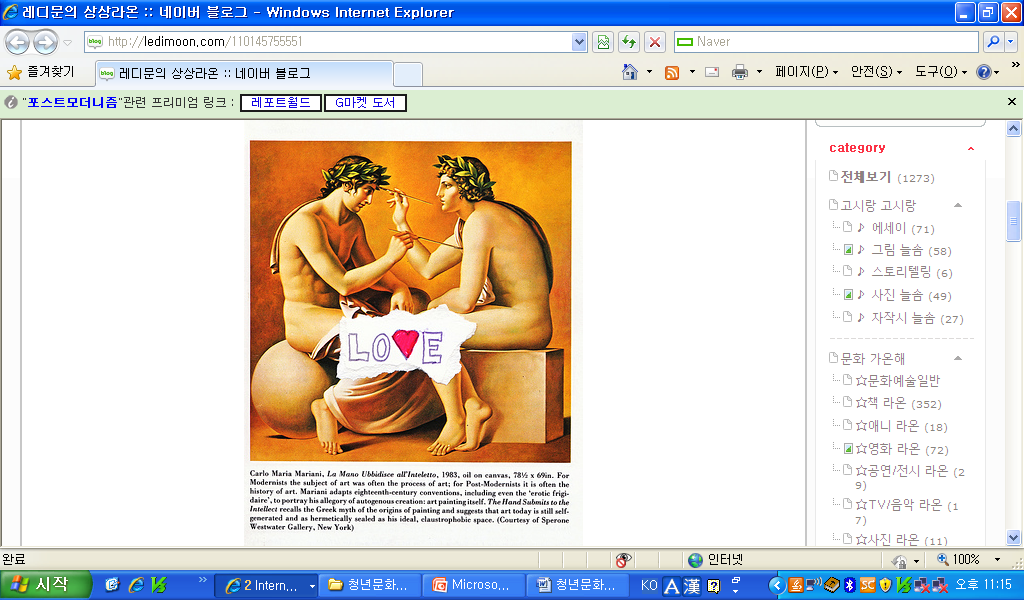 레디문의 상상라온 :: 네이버 블로그 - Windows Internet Explorer
http://ledimoon.com/110145755551
Naver
즐겨찾기
레디문의 상상라온 :: 네이버 블로그
페이지(P)
안전(S)
도구(O)
"포스트모더니즘"관련 프리미엄 링크 :
레포트월드
G마켓 도서
LOVE
Carlo Maria Mariani, La Mano Ubbidisce all'Inteletto, 1983, oil on canvas, 78½ x 69in. For
Modernists the subject of art was often the process of art; for Post-Modernists it is often the
history of art. Mariani adapts eighteenth-century conventions, including even the 'erotic frigi-
daire', to portray his allegory of autogenous creation: art painting itself. The Hand Submits to the
Intellect recalls the Greek myth of the origins of painting and suggests that art today is still self-
generated and as hermetically sealed as his ideal, claustrophobic space. (Courtesy of Sperone
Westwater Gallery, New York)
category
전체보기 (1273)
고시랑 고시랑
♪ 에세이 (71)
♪ 그림 놀솜 (58)
♪ 스토리텔링 (6)
♪ 사진 놀솜 (49)
♪ 자작시 놀솜 (27)
문화 가온해
☆문화예술일반
☆책 라온 (352)
☆애니 라온 (18)
☆영화 라온 (72)
☆공연/전시 라온 (2
9)
☆TV/음악 라온 (1
7)
☆사진 라온 (11)
완료
인터넷
100%
시작
2 Intern...
청년문화...
Microso...
청년문화...
KO
A
漢
오후 11:15